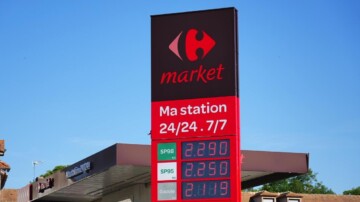 market
Ma station
24/24.7/7
SP98
2.290
SP95
2.250
2.119